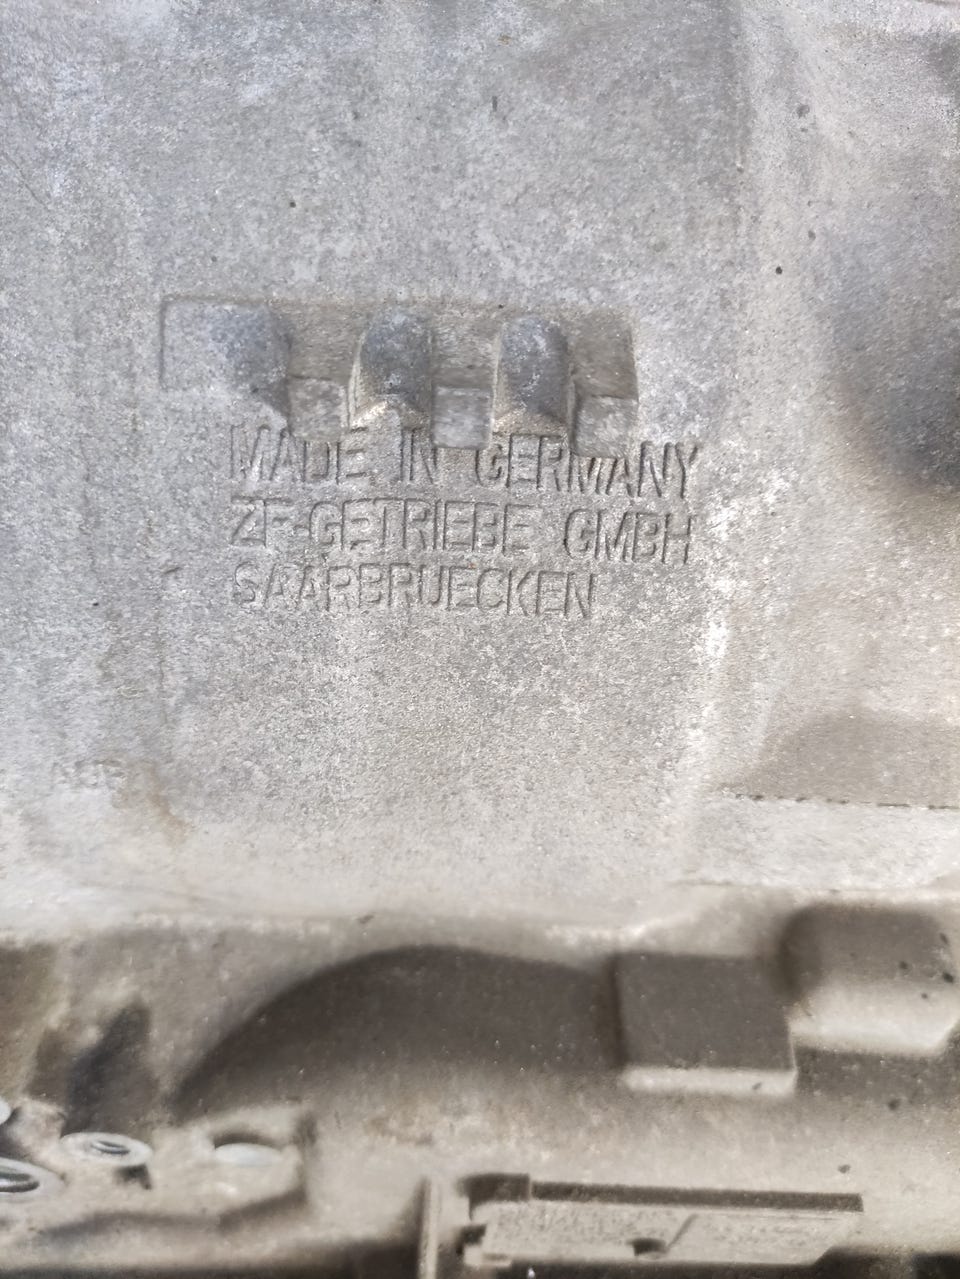 MADE IN GERMANY
ZF-GETRIEBE GMBH
SAARBRUECKEN